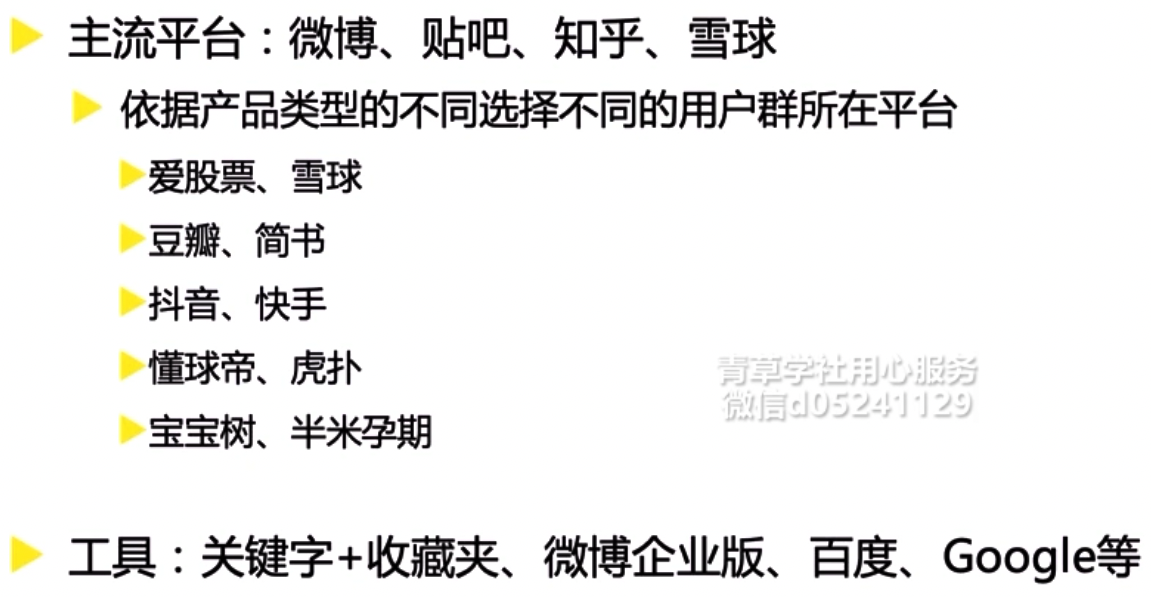 主流平台：微博、贴吧、知乎、雪球
依据产品类型的不同选择不同的用户群所在平台
爱股票、雪球
豆瓣、简书
抖音、快手
懂球帝、虎扑
宝宝树、半米孕期
青草学社用心服务
微信d05241129
工具：关键字+收藏夹、微博企业版、百度、Google等